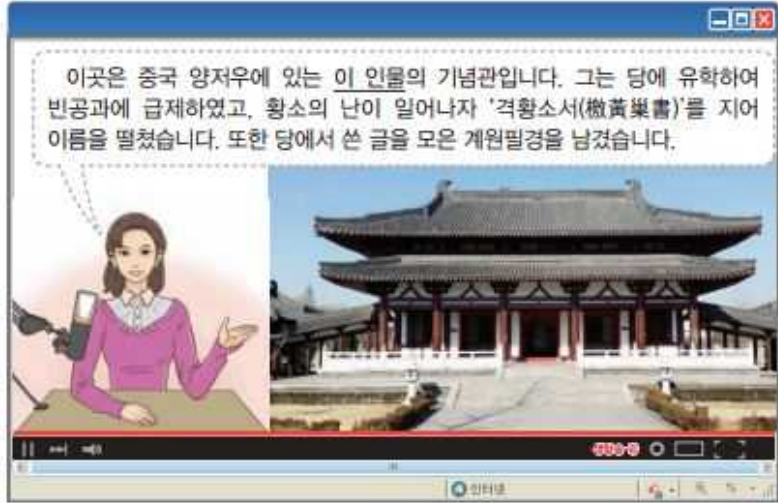 이곳은 중국 양저우에 있는 이 인물의 기념관입니다. 그는 당에 유학하여
빈공과에 급제하였고, 황소의 난이 일어나자 '격황소서(檄黃巢書)'를 지어
이름을 떨쳤습니다. 또한 당에서 쓴 글을 모은 계원필경을 남겼습니다.
인터넷